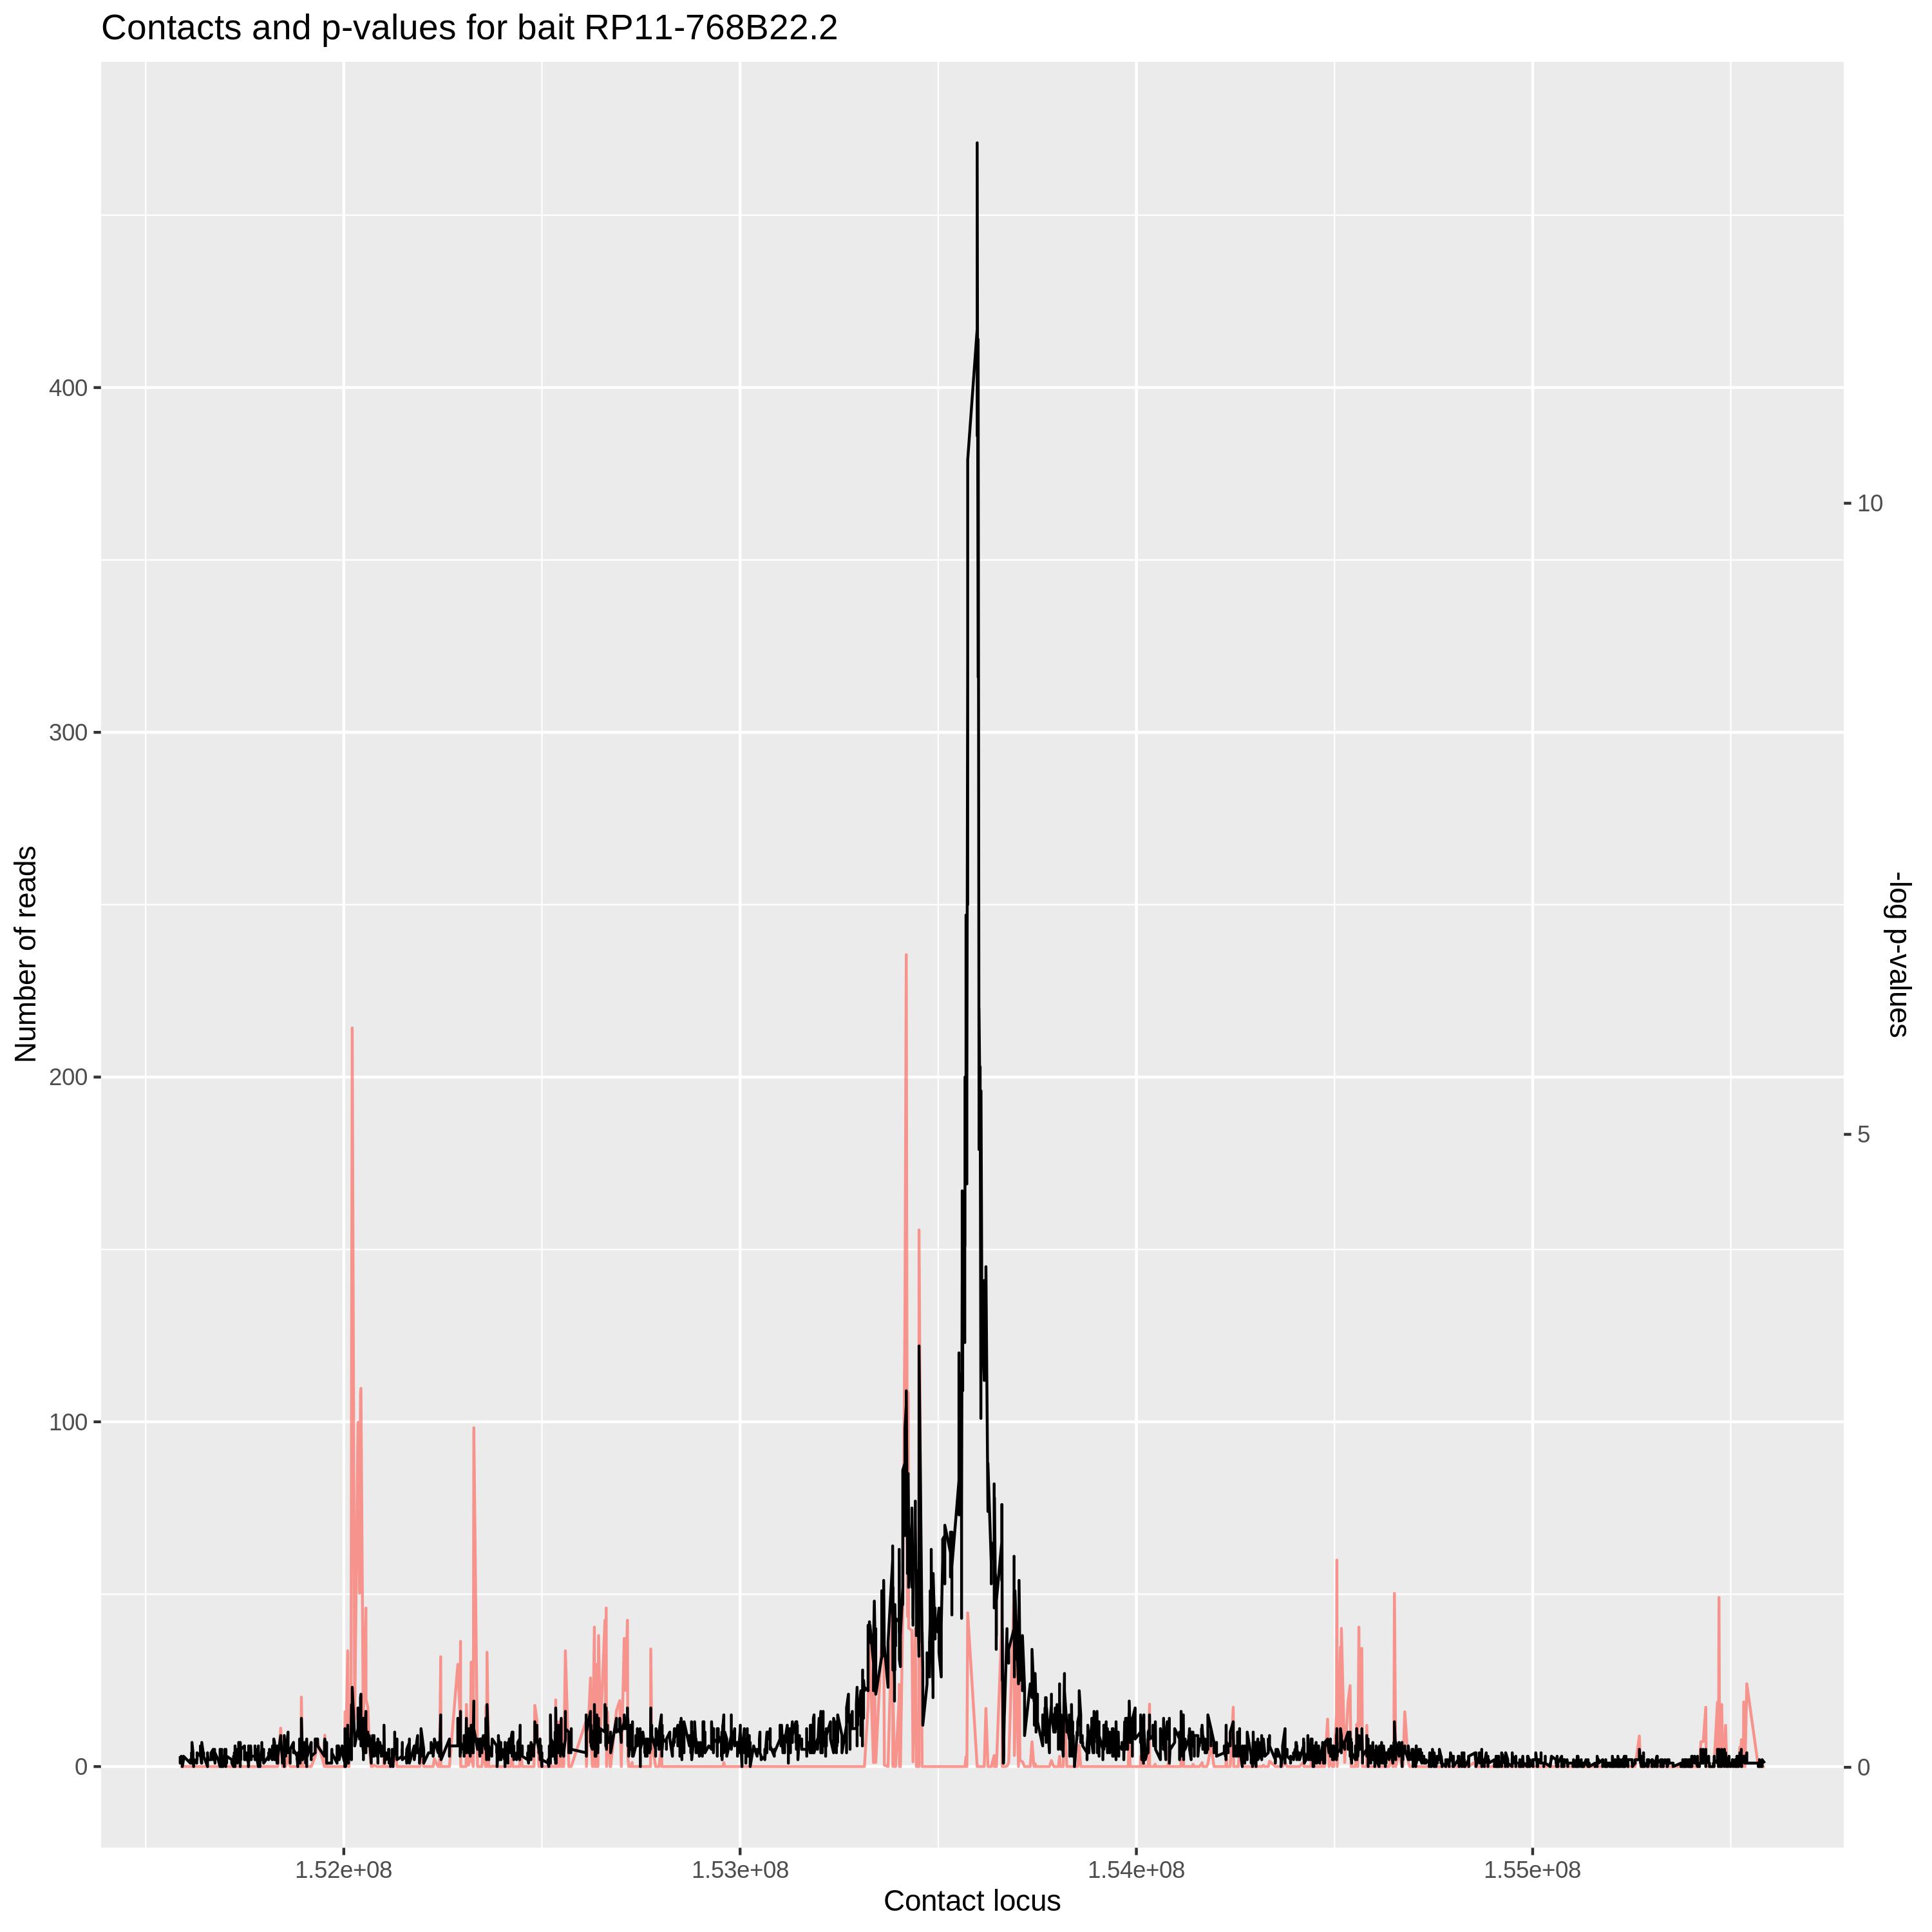 Contacts and p-values for bait RP11-768B22.2
Number of reads
400
300
200
100
0
10
5
0
-log p-values
1.52e+08
1.53e+08
1.54e+08
1.55e+08
Contact locus